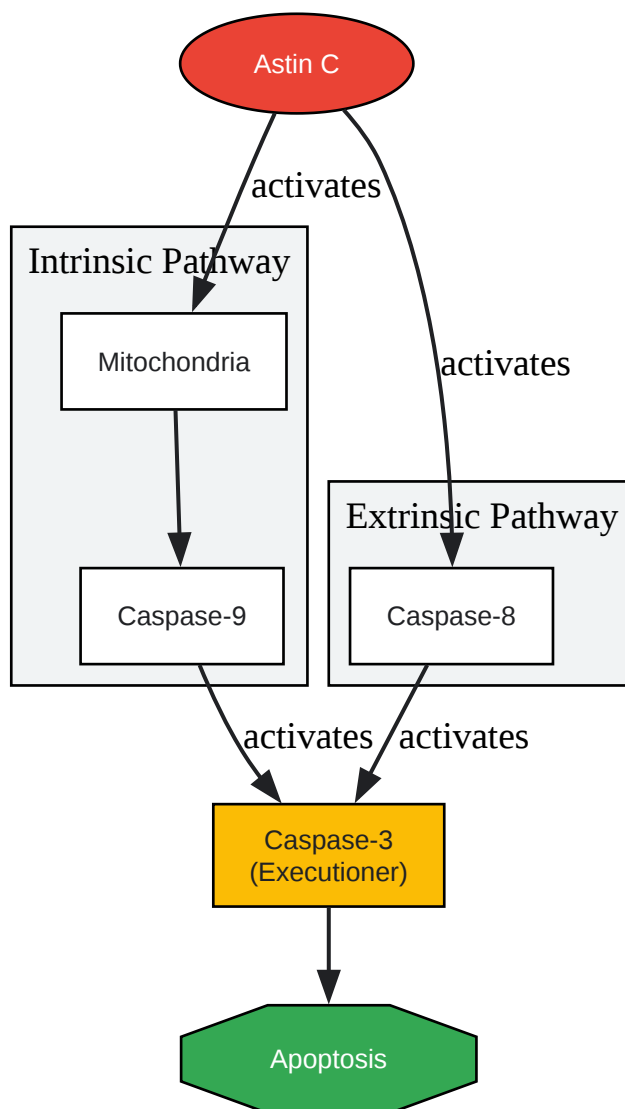 Astin C
activates
Intrinsic Pathway
Mitochondria
activates
Extrinsic Pathway
Caspase-9
Caspase-8
activates
activates
Caspase-3
(Executioner)
Apoptosis